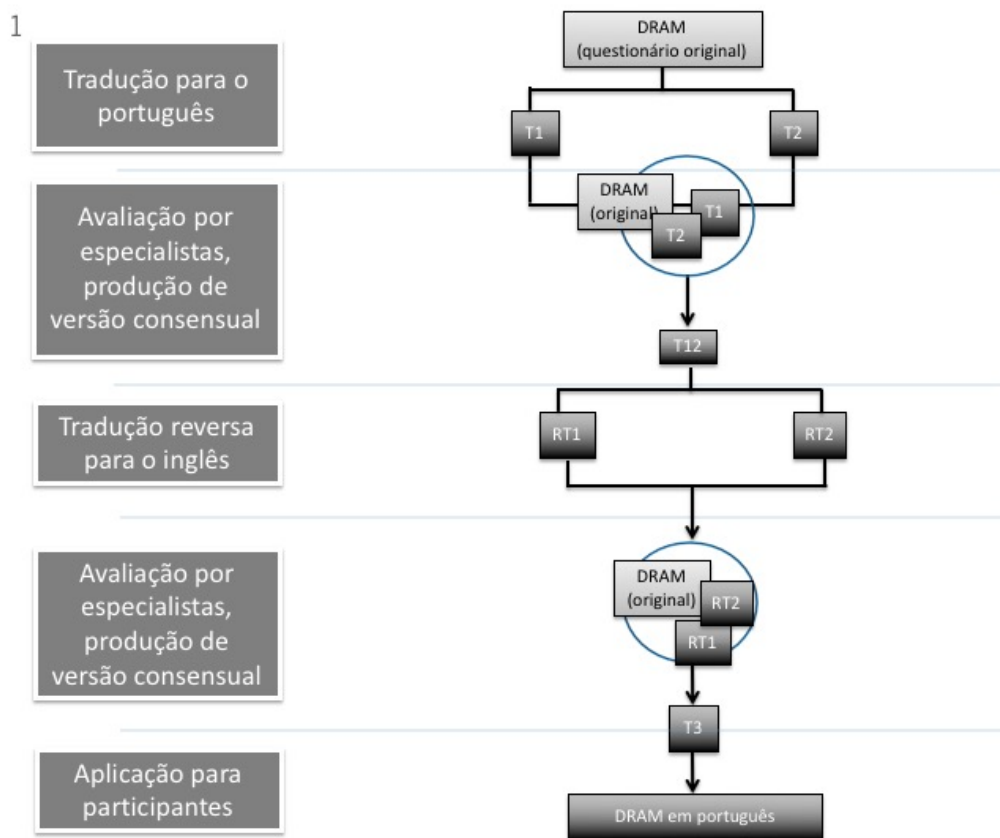 1
DRAM
(questionário original)
Tradução para o
português
T1
T2
Avaliação por
especialistas,
produção de
versão consensual
DRAM
(original)
T1
T2
T12
Tradução reversa
para o inglês
RT1
RT2
Avaliação por
especialistas,
produção de
versão consensual
DRAM
(original)
RT2
RT1
T3
Aplicação para
participantes
DRAM em português